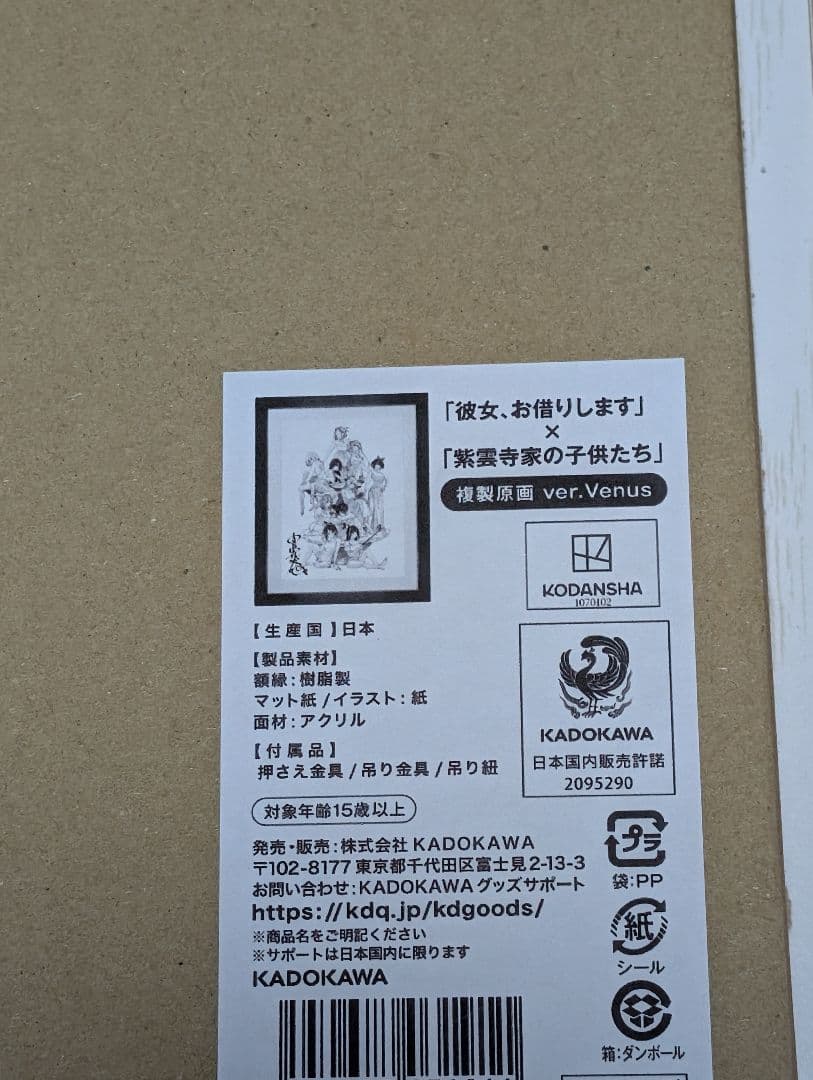 「彼女、お借りします」
×
「紫雲寺家の子供たち」
複製原画 ver.Venus
KODANSHA
1070102
【生産国】日本
【製品素材】
額縁:樹脂製
マット紙/イラスト:紙
面材:アクリル
【付属品】
押さえ金具/吊り金具/吊り紐
KADOKAWA
日本国内販売許諾
2095290
対象年齢15歳以上
発売・販売:株式会社KADOKAWA
〒102-8177 東京都千代田区富士見2-13-3
お問い合わせ:KADOKAWAグッズサポート
https://kdq.jp/kdgoods/
※商品名をご明記ください
※サポートは日本国内に限ります
KADOKAWA
プラ
袋:PP
紙
シール
箱:ダンボール